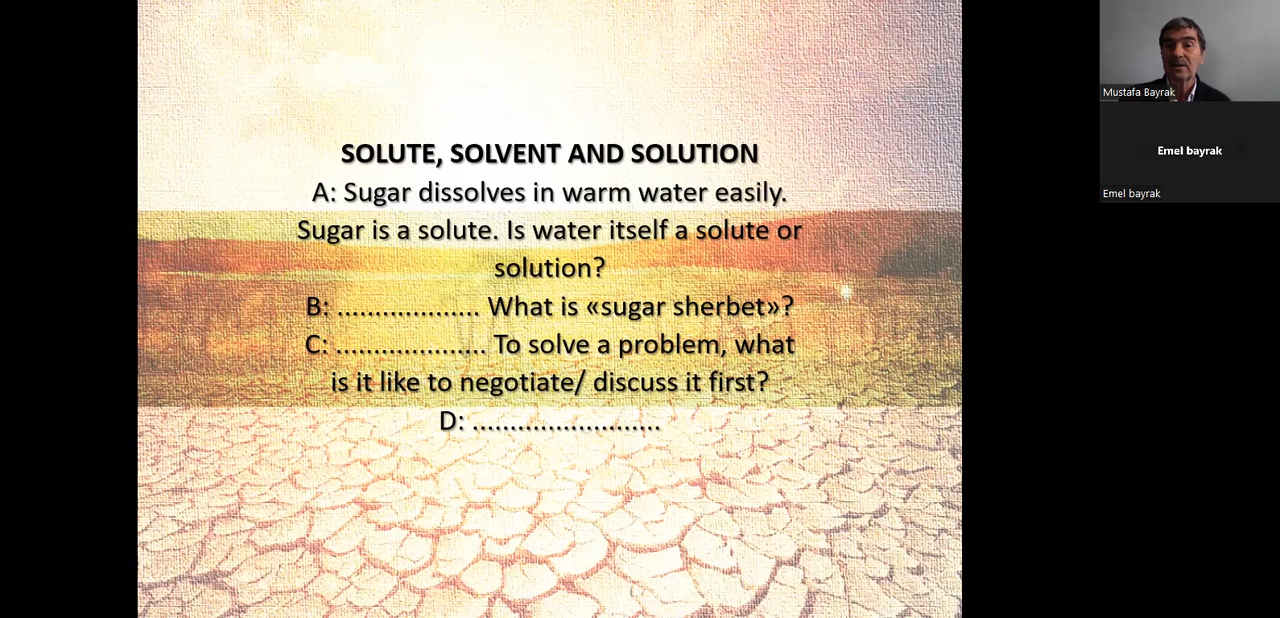 SOLUTE, SOLVENT AND SOLUTION
A: Sugar dissolves in warm water easily.
Sugar is a solute. Is water itself a solute or
solution?
B: ................... What is «sugar sherbet»?
C: .................... To solve a problem, what
is it like to negotiate/ discuss it first?
D: .........................
Mustafa Bayrak
Emel bayrak
Emel bayrak